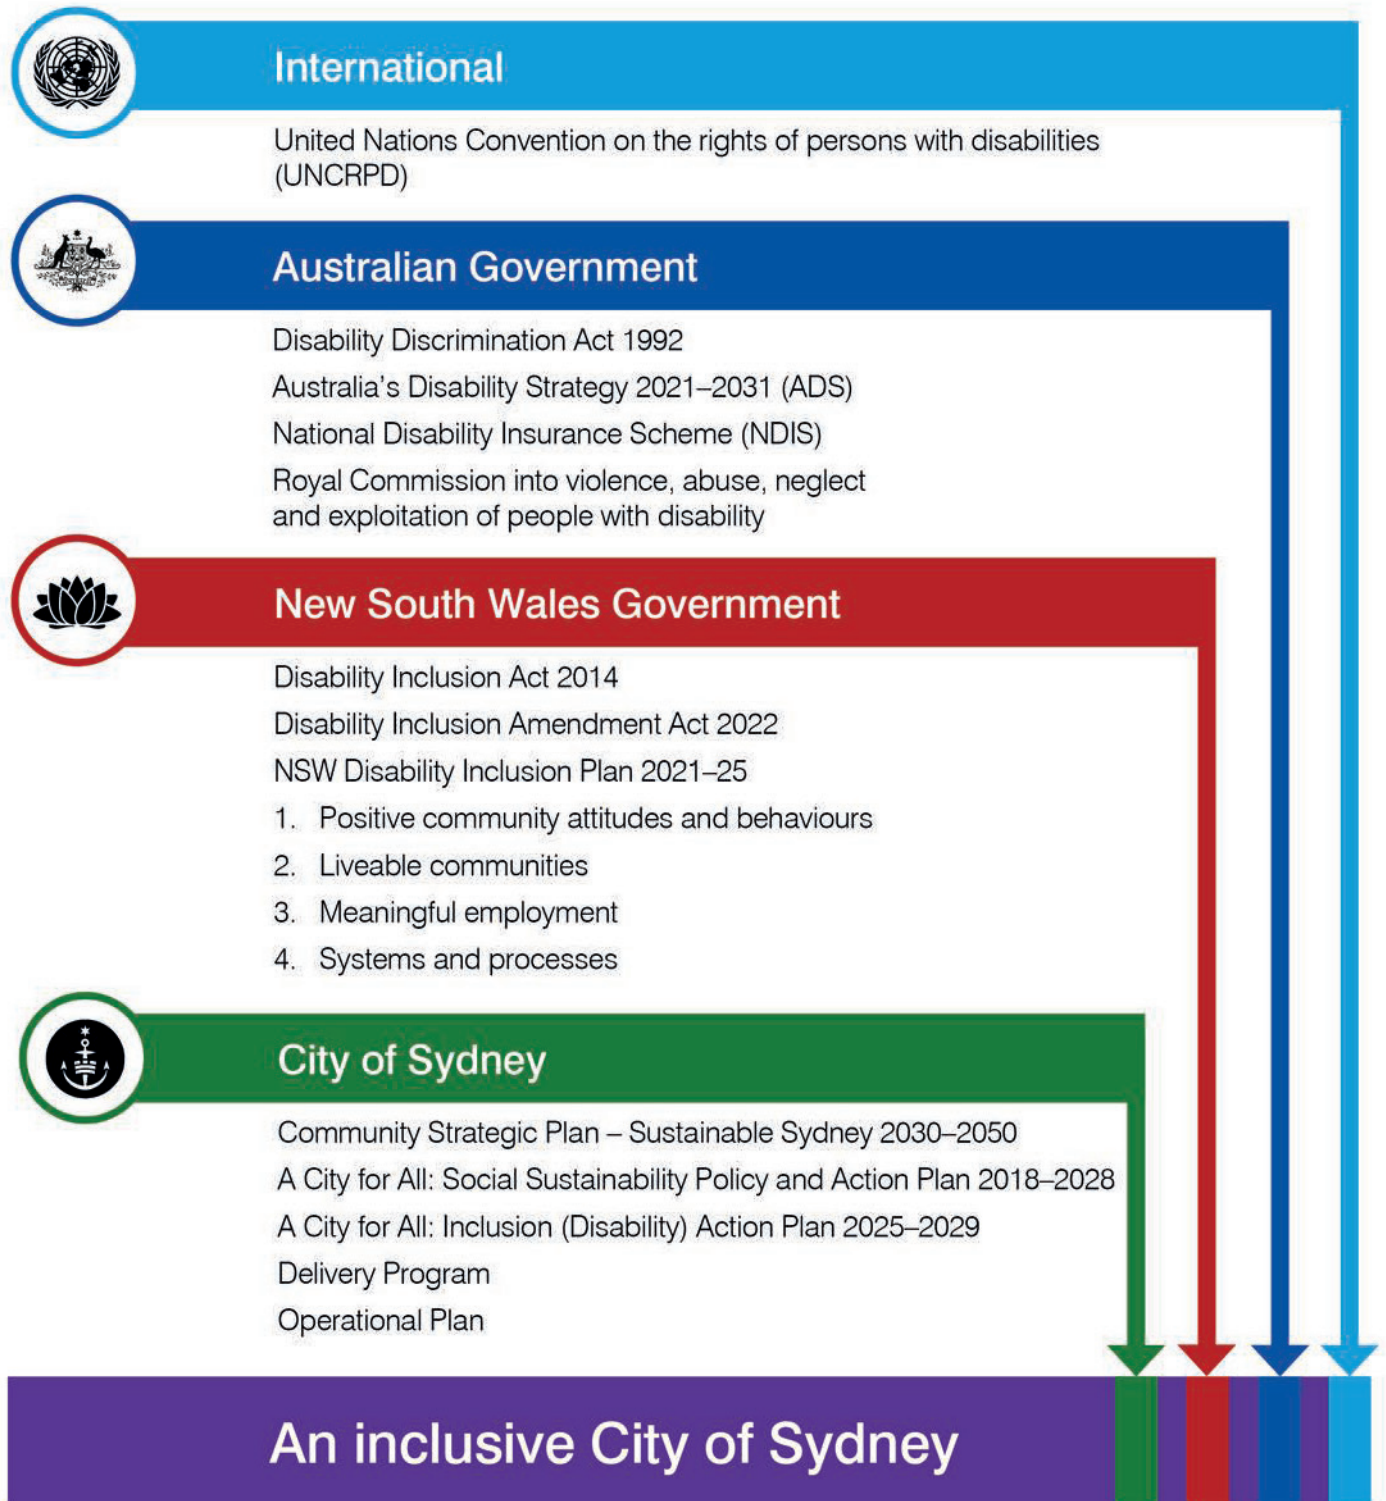 International
United Nations Convention on the rights of persons with disabilities
(UNCRPD)
Australian Government
Disability Discrimination Act 1992
Australia's Disability Strategy 2021–2031 (ADS)
National Disability Insurance Scheme (NDIS)
Royal Commission into violence, abuse, neglect
and exploitation of people with disability
New South Wales Government
Disability Inclusion Act 2014
Disability Inclusion Amendment Act 2022
NSW Disability Inclusion Plan 2021–25
1. Positive community attitudes and behaviours
2. Liveable communities
3. Meaningful employment
4. Systems and processes
City of Sydney
Community Strategic Plan – Sustainable Sydney 2030–2050
A City for All: Social Sustainability Policy and Action Plan 2018–2028
A City for All: Inclusion (Disability) Action Plan 2025–2029
Delivery Program
Operational Plan
An inclusive City of Sydney